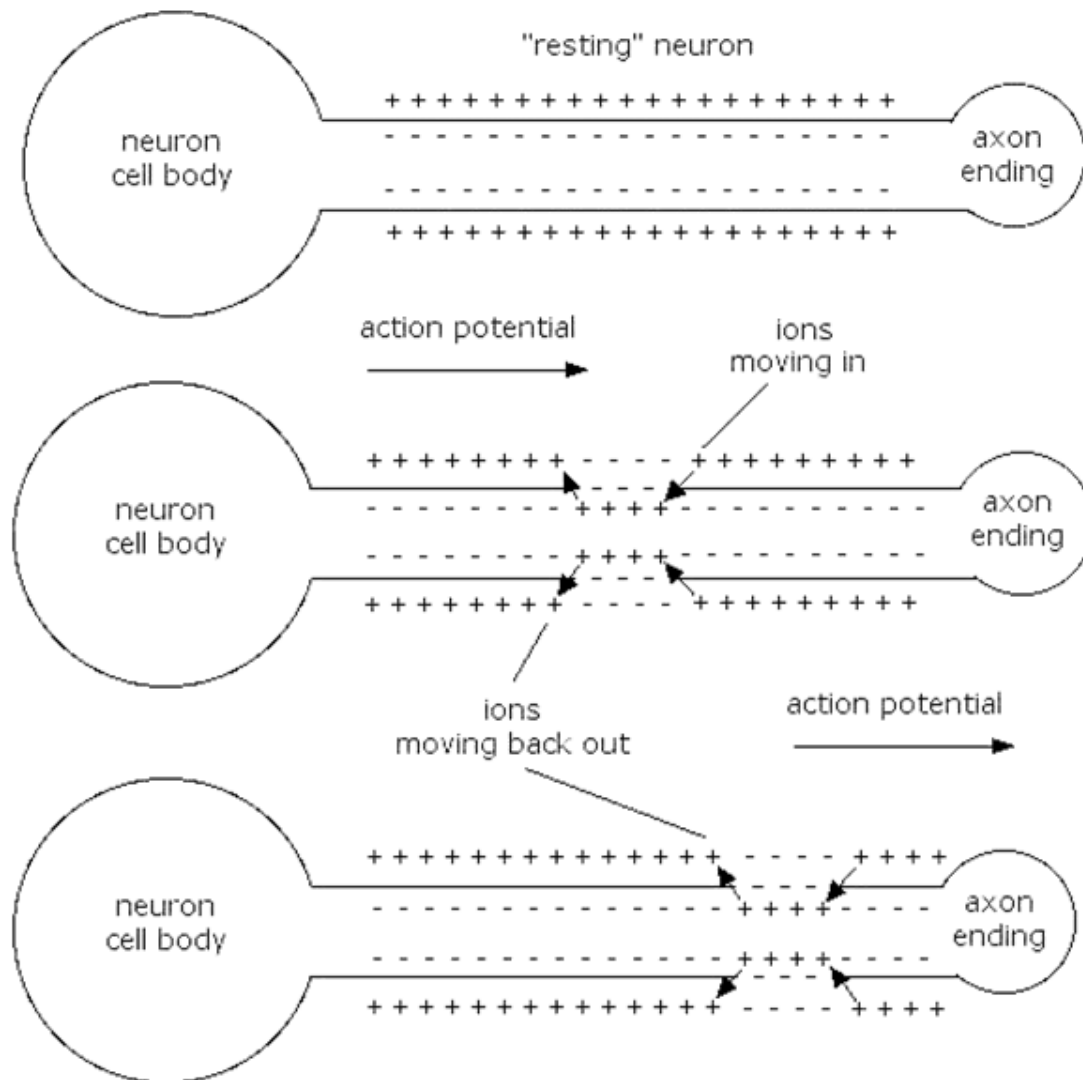 "resting" neuron
+ + + + + + + + + + + + + + + + + + + +
- - - - - - - - - - - - - - - - - - - -
neuron
cell body
axon
ending
- - - - - - - - - - - - - - - - - - - -
+ + + + + + + + + + + + + + + + + + + +
action potential
ions
moving in
+ + + + + + + + - - - - + + + + + + + + +
- - - -
neuron
cell body
- - - - - - - - + + + + - - - - - - - - - -
axon
ending
- - - - - - - - + + + + - - - - - - - - - -
- - - -
+ + + + + + + + - - - - + + + + + + + + +
ions
moving back out
action potential
+ + + + + + + + + + + + + + - - - - + + + +
- - - -
neuron
cell body
- - - - - - - - - - - - - - + + + + - - - -
axon
ending
- - - - - - - - - - - - - - + + + + - - - -
- - - -
+ + + + + + + + + + + + + + - - - - + + + +